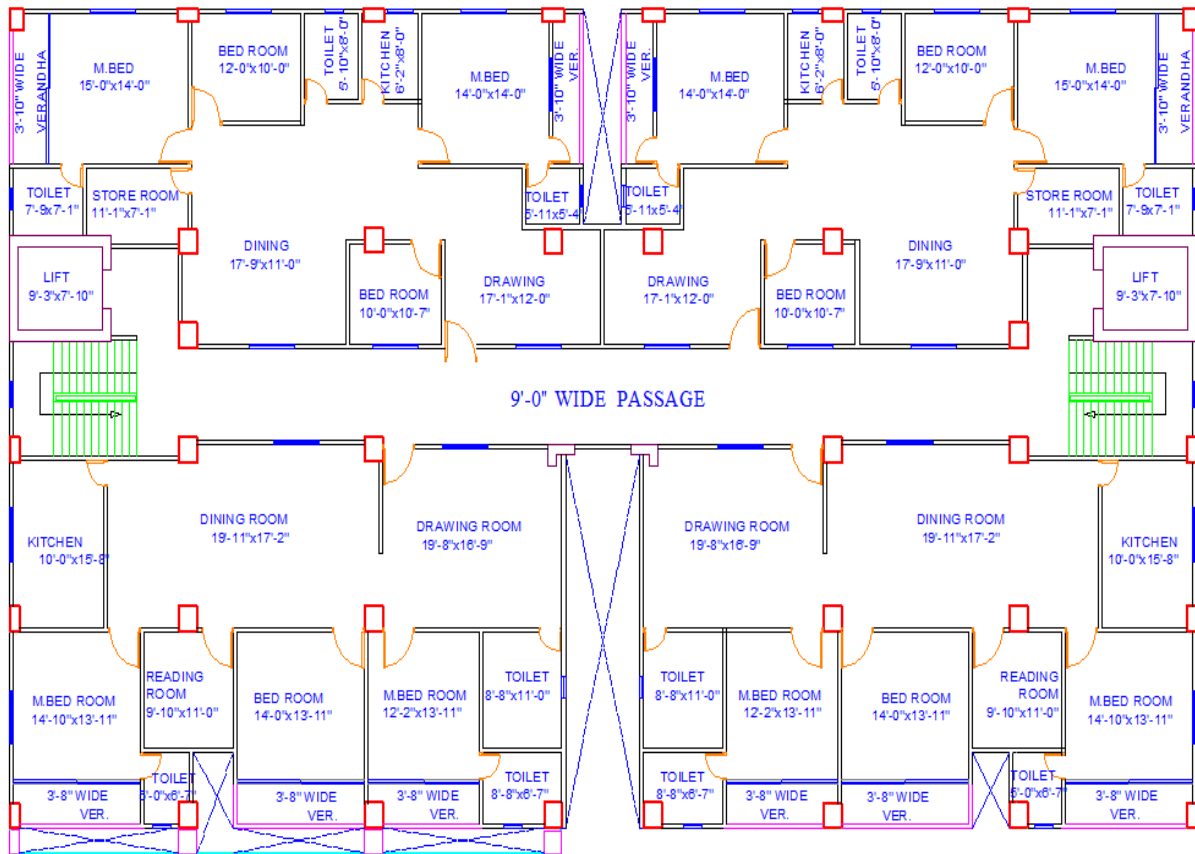 BED ROOM
12'-0"x10'-0"
TOILET
5'-10"x8'-0"
KITCHEN
6'-2"x8'-0"
M.BED
15'-0"x14'-0"
3'-10" WIDE
VERANDHA
M.BED
14'-0"x14'-0"
3'-10" WIDE
VER.
3'-10" WIDE
VER.
M.BED
14'-0"x14'-0"
KITCHEN
6'-2"x8'-0"
TOILET
5'-10"x8'-0"
BED ROOM
12'-0"x10'-0"
M.BED
15'-0"x14'-0"
3'-10" WIDE
VERANDHA
TOILET
7'-9x7'-1"
STORE ROOM
11'-1"x7'-1"
TOILET
5'-11x5'-4"
TOILET
5'-11x5'-4"
STORE ROOM
11'-1"x7'-1"
TOILET
7'-9x7'-1"
LIFT
9'-3"x7'-10"
DINING
17'-9"x11'-0"
BED ROOM
10'-0"x10'-7"
DRAWING
17'-1"x12'-0"
DRAWING
17'-1"x12'-0"
BED ROOM
10'-0"x10'-7"
DINING
17'-9"x11'-0"
LIFT
9'-3"x7'-10"
9'-0" WIDE PASSAGE
KITCHEN
10'-0"x15'-8"
DINING ROOM
19'-11"x17'-2"
DRAWING ROOM
19'-8"x16'-9"
DRAWING ROOM
19'-8"x16'-9"
DINING ROOM
19'-11"x17'-2"
KITCHEN
10'-0"x15'-8"
M.BED ROOM
14'-10"x13'-11"
READING
ROOM
9'-10"x11'-0"
BED ROOM
14'-0"x13'-11"
M.BED ROOM
12'-2"x13'-11"
TOILET
8'-8"x11'-0"
TOILET
8'-8"x11'-0"
M.BED ROOM
12'-2"x13'-11"
BED ROOM
14'-0"x13'-11"
READING
ROOM
9'-10"x11'-0"
M.BED ROOM
14'-10"x13'-11"
3'-8" WIDE
VER.
TOILET
5'-0"x6'-7"
3'-8" WIDE
VER.
3'-8" WIDE
VER.
TOILET
8'-8"x6'-7"
TOILET
8'-8"x6'-7"
3'-8" WIDE
VER.
3'-8" WIDE
VER.
TOILET
5'-0"x6'-7"
3'-8" WIDE
VER.